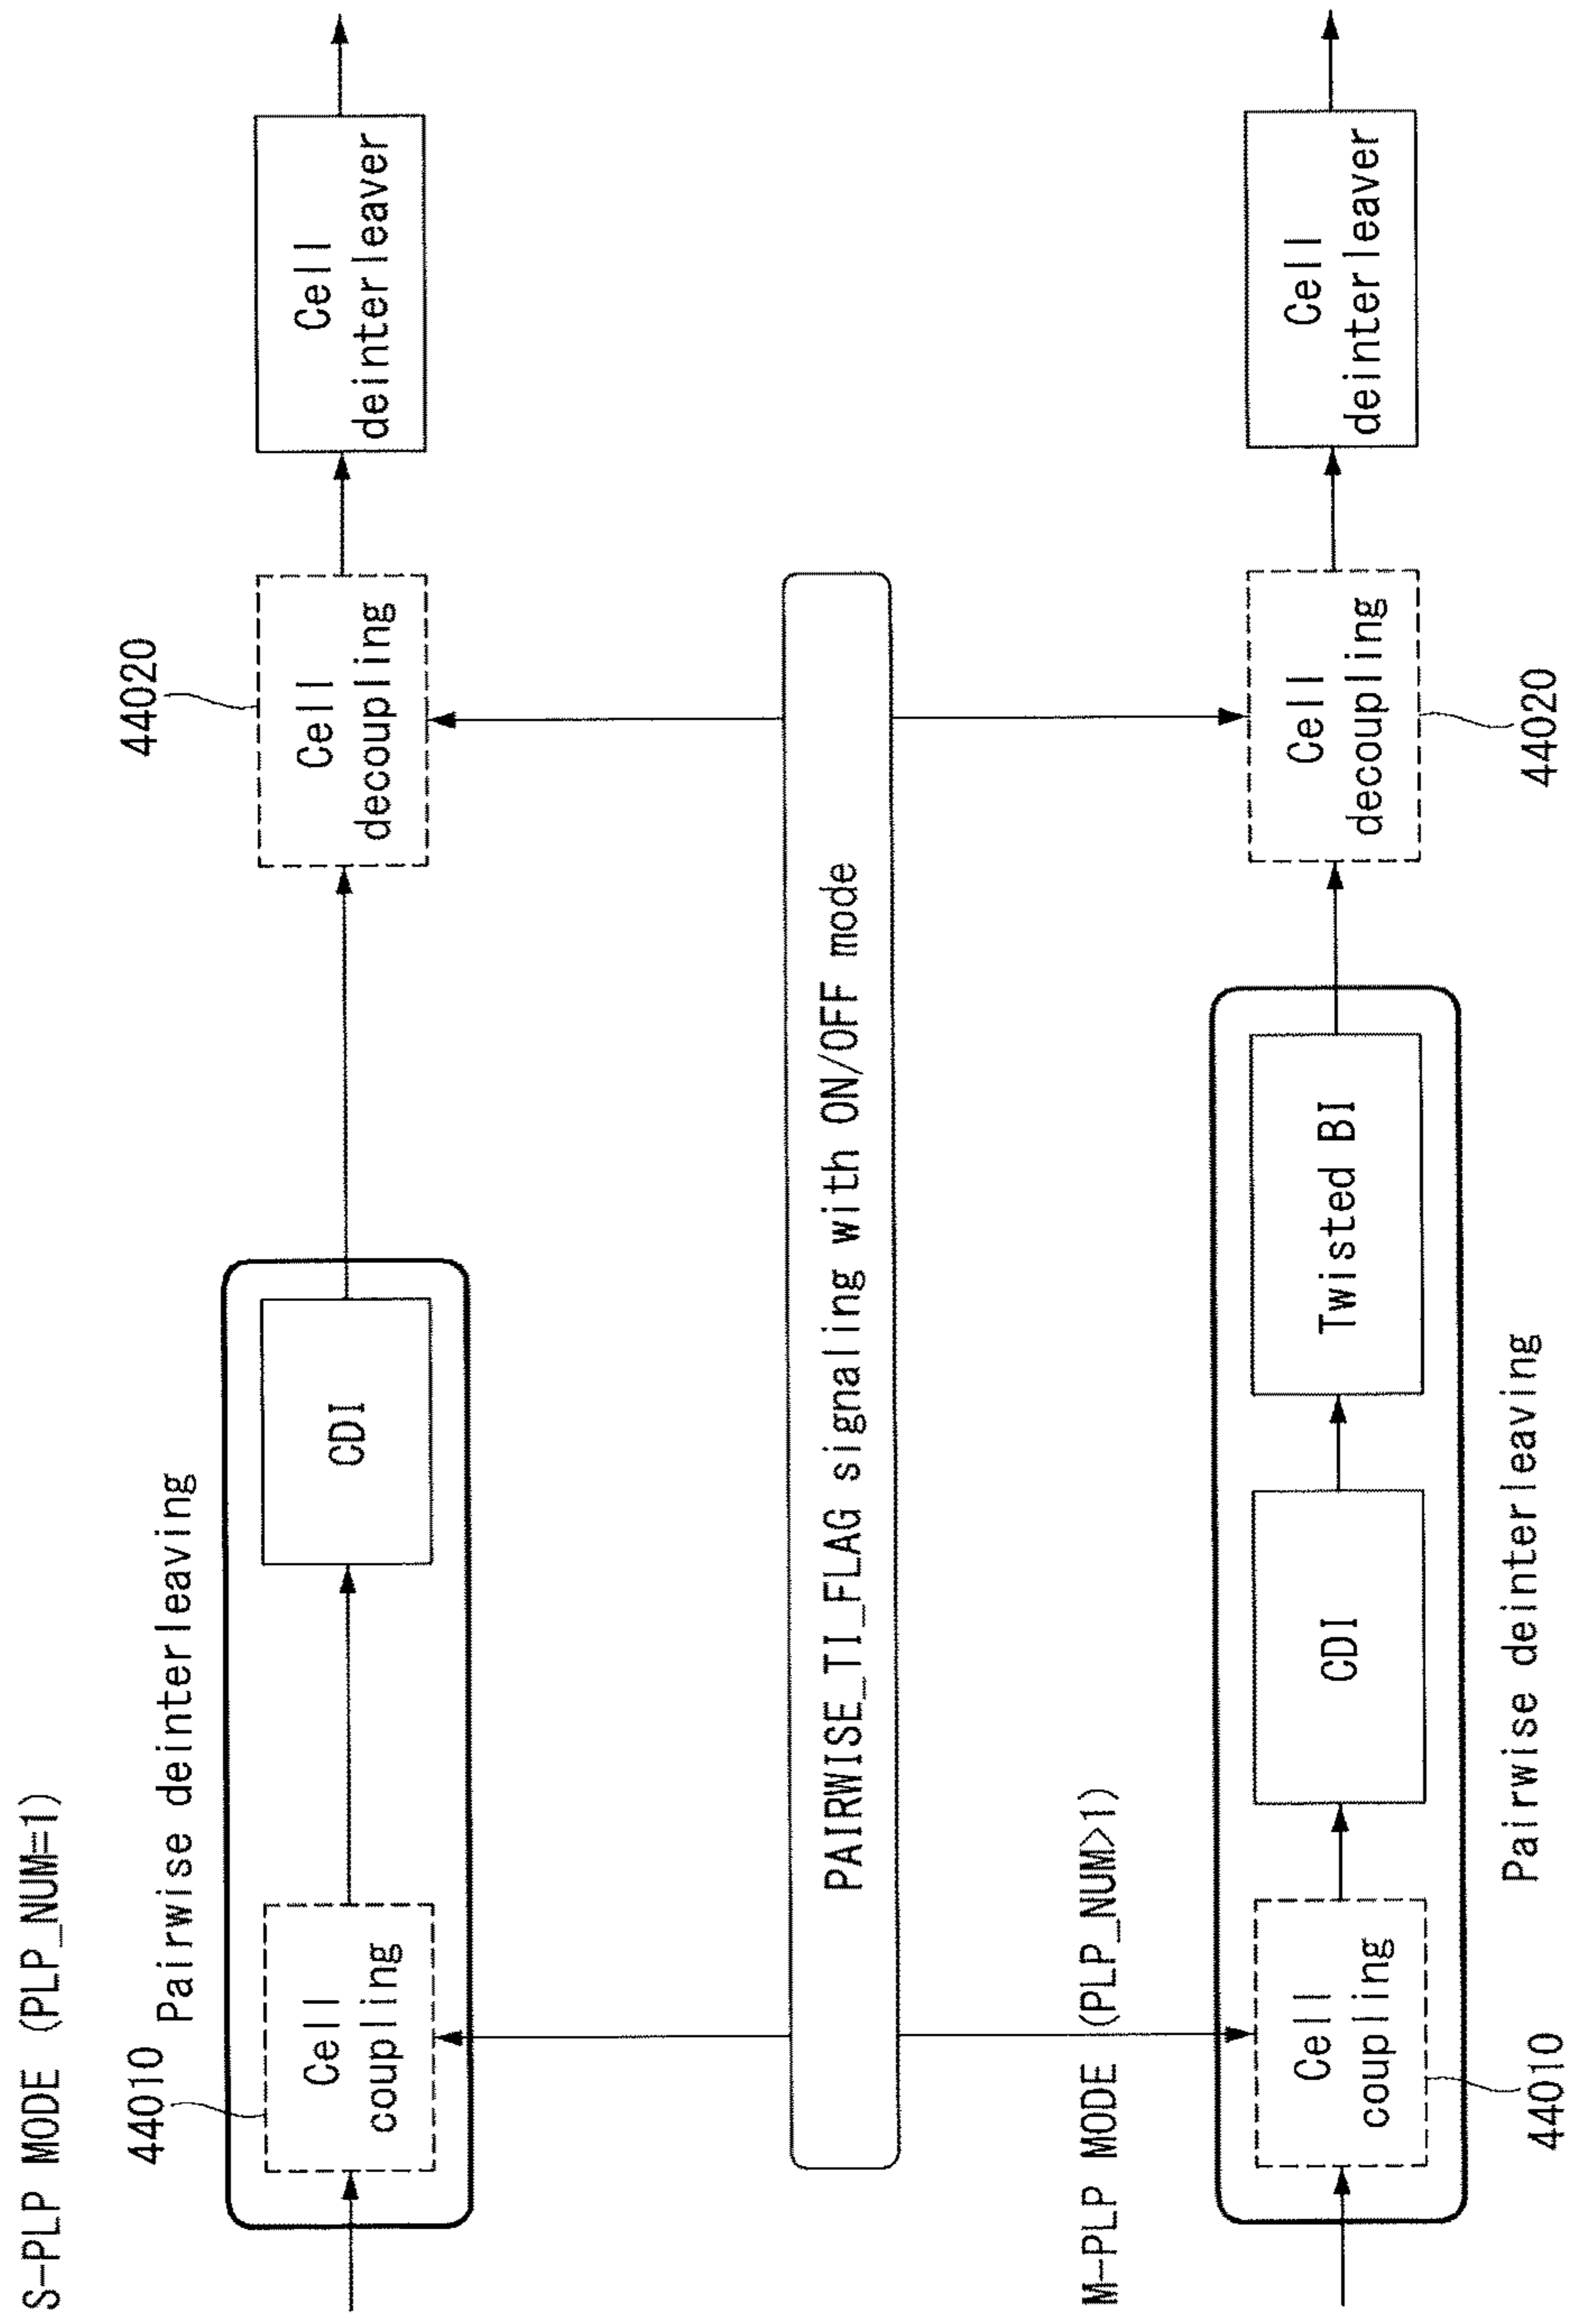 S-PLP MODE (PLP_NUM=1)
Pairwise deinterleaving
44010
Cell
coupling
CDI
44020
Cell
decoupling
Cell
deinterleaver
PAIRWISE_TI_FLAG signaling with ON/OFF mode
M-PLP MODE (PLP_NUM>1)
Cell
coupling
44010
CDI
Twisted BI
Pairwise deinterleaving
Cell
decoupling
44020
Cell
deinterleaver